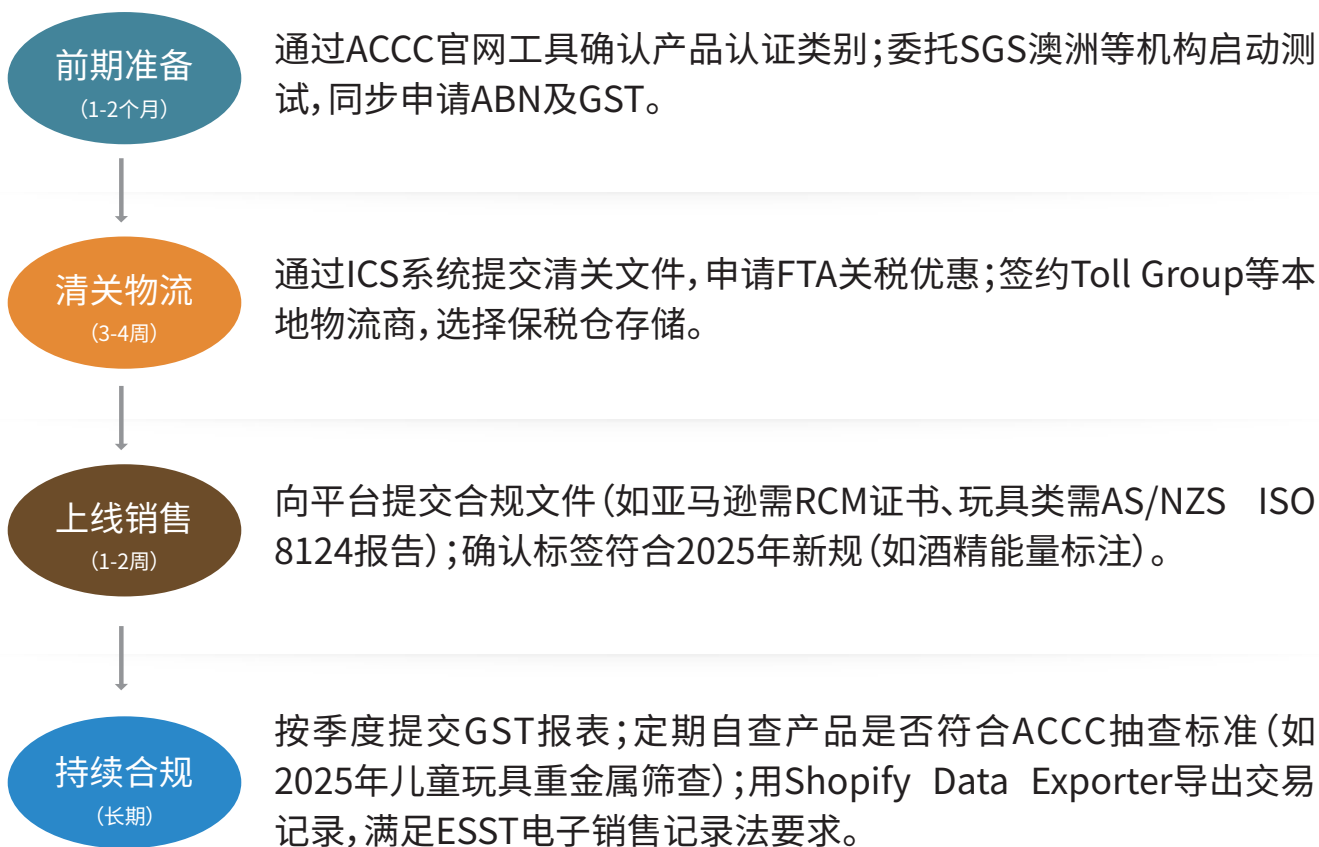 前期准备
（1-2个月）
通过ACCC官网工具确认产品认证类别；委托SGS澳洲等机构启动测
试，同步申请ABN及GST。
清关物流
（3-4周）
通过ICS系统提交清关文件，申请FTA关税优惠；签约Toll Group等本
地物流商，选择保税仓存储。
上线销售
（1-2周）
向平台提交合规文件（如亚马逊需RCM证书、玩具类需AS/NZS ISO
8124报告）；确认标签符合2025年新规（如酒精能量标注）。
持续合规
（长期）
按季度提交GST报表；定期自查产品是否符合ACCC抽查标准（如
2025年儿童玩具重金属筛查）；用Shopify Data Exporter导出交易
记录，满足ESST电子销售记录法要求。